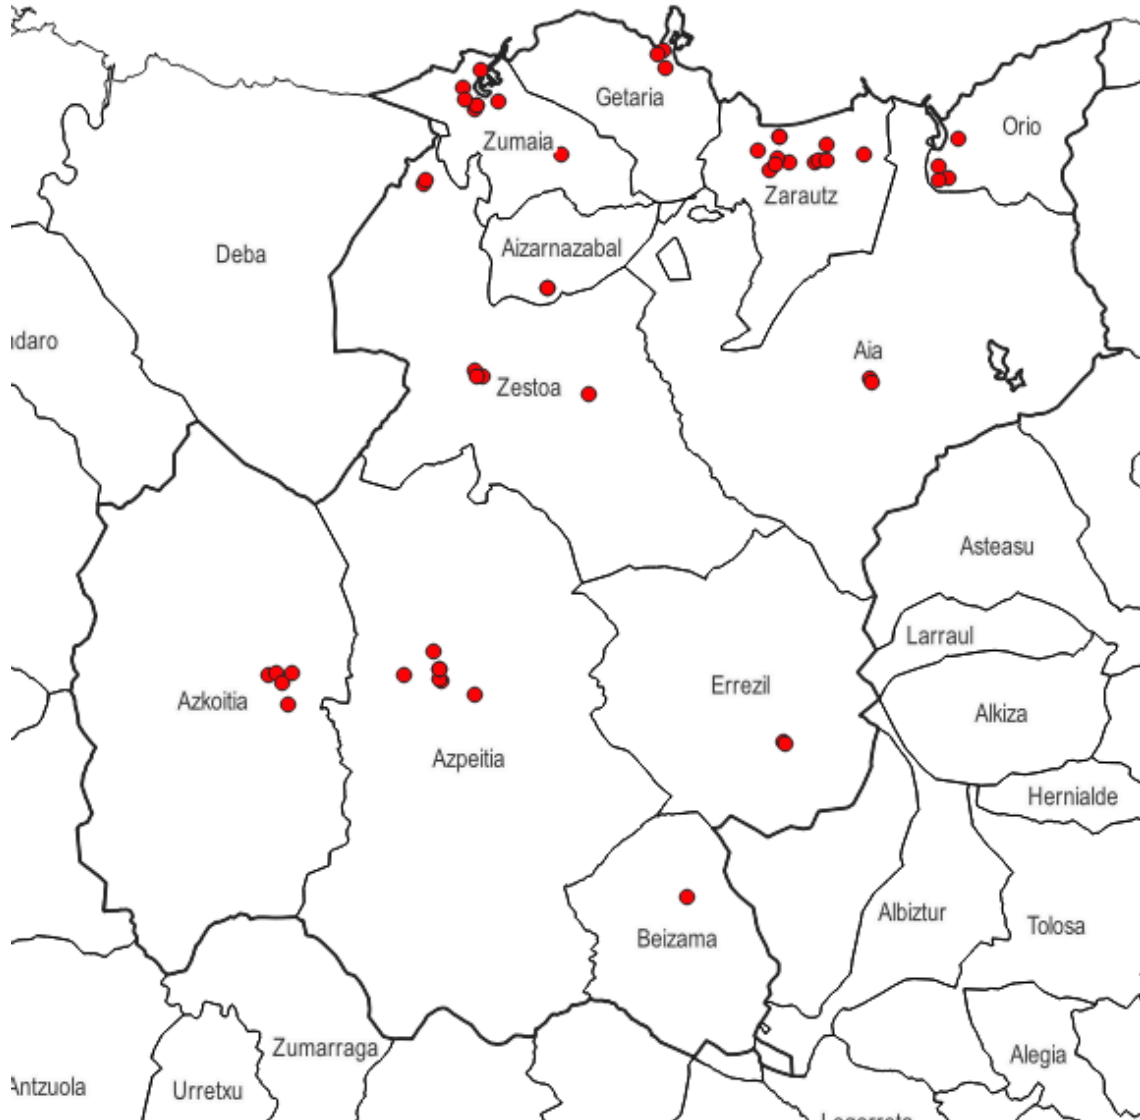 Getaria
Orio
Zumaia
Zarautz
Deba
Aizarnazabal
ndaro
Aia
Zestoa
Asteasu
Larraul
Errezil
Azkoitia
Alkiza
Azpeitia
Hernialde
Albiztur
Tolosa
Beizama
Zumarraga
Alegia
Antzuola
Urretxu